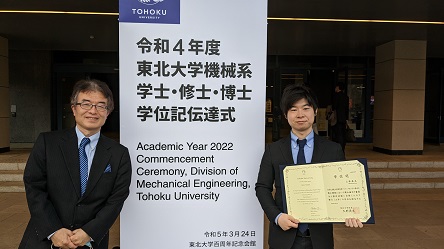 TOHOKU
UNIVERSITY
令和4年度
東北大学機械系
学士・修士・博士
学位記伝達式
Academic Year 2022
Commencement
Ceremony, Division of
Mechanical Engineering,
Tohoku University
令和5年3月24日
東北大学百周年記念会館